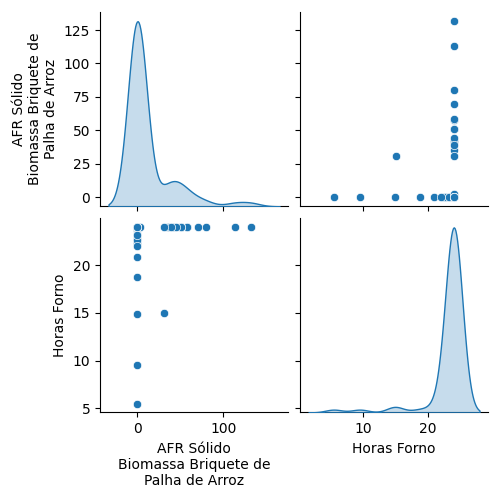 AFR Sólido
Biomassa Briquete de
Palha de Arroz
125
100
75
50
25
0
Horas Forno
20
15
10
5
0
100
AFR Sólido
Biomassa Briquete de
Palha de Arroz
10
20
Horas Forno